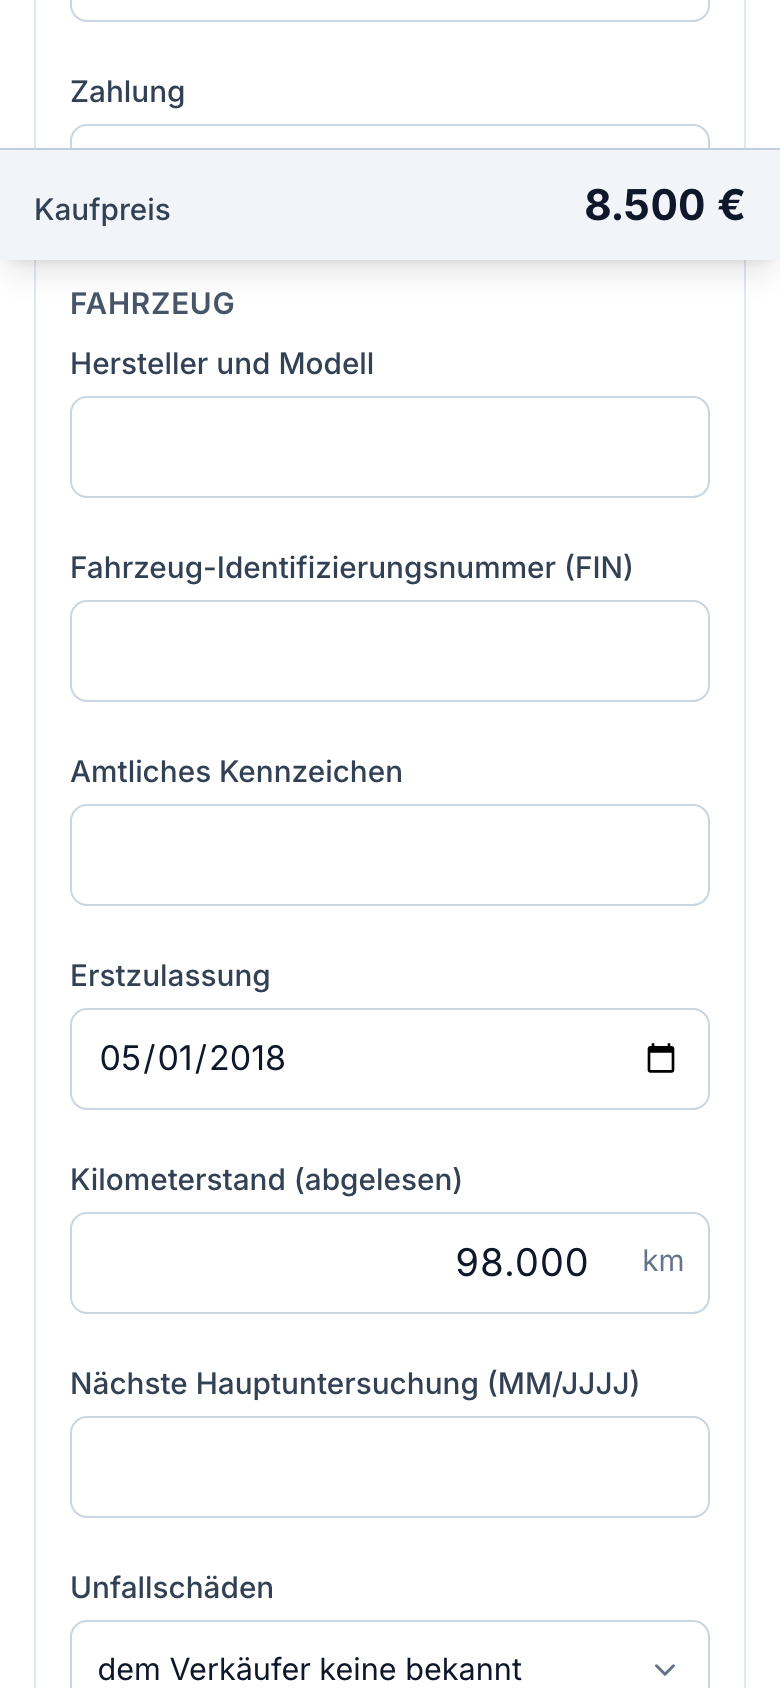 Zahlung
Kaufpreis 8.500 €
FAHRZEUG
Hersteller und Modell
Fahrzeug-Identifizierungsnummer (FIN)
Amtliches Kennzeichen
Erstzulassung
05/01/2018
Kilometerstand (abgelesen)
98.000 km
Nächste Hauptuntersuchung (MM/JJJJ)
Unfallschäden
dem Verkäufer keine bekannt